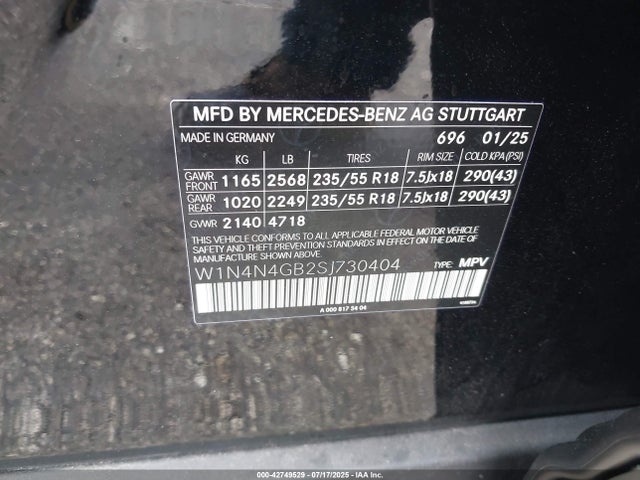 MFD BY MERCEDES-BENZ AG STUTTGART
MADE IN GERMANY 696 01/25
KG LB TIRES RIM SIZE COLD KPA(PSI)
GAWR FRONT 1165 2568 235/55 R18 7.5Jx18 290(43)
GAWR REAR 1020 2249 235/55 R18 7.5Jx18 290(43)
GVWR 2140 4718
THIS VEHICLE CONFORMS TO ALL APPLICABLE FEDERAL MOTOR VEHICLE
SAFETY AND THEFT PREVENTION STANDARDS IN EFFECT ON THE DATE OF
MANUFACTURE SHOWN ABOVE.
W1N4N4GB2SJ730404 TYPE: MPV
A 000 817 54 04
000-42749529 - 07/17/2025 - IAAI.COM